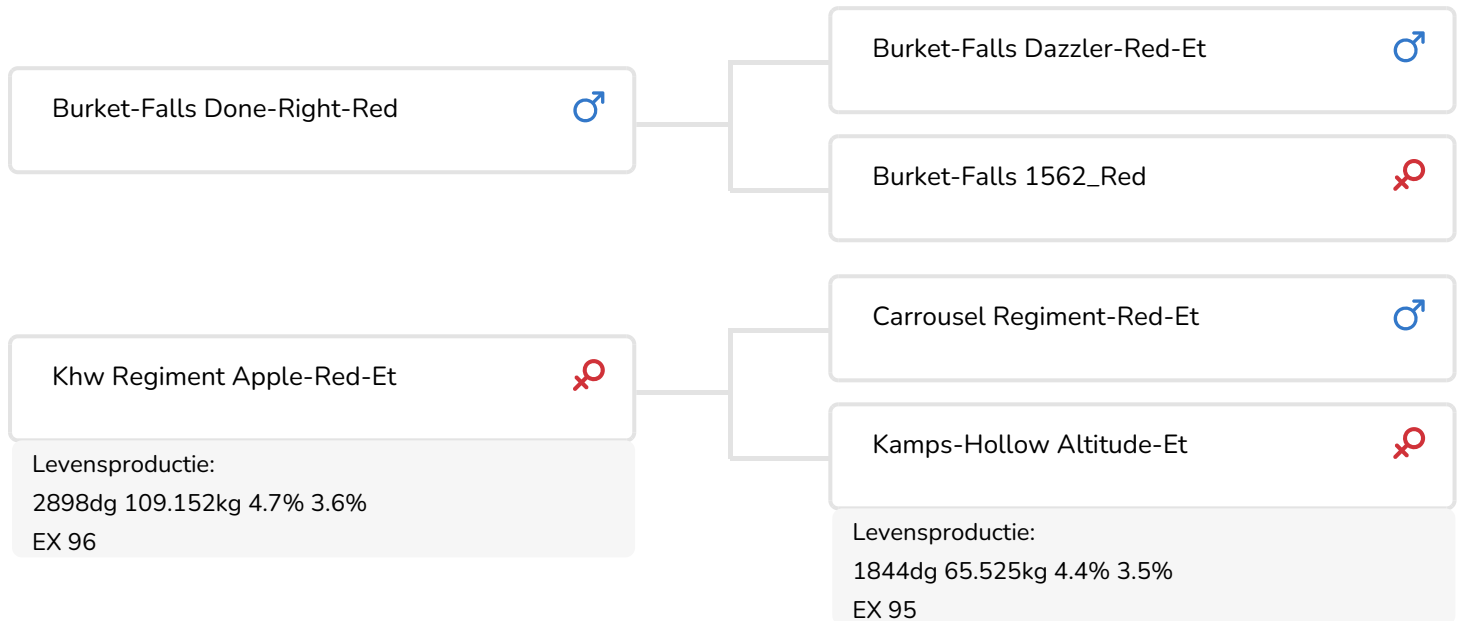 Burket-Falls Done-Right-Red
Burket-Falls Dazzler-Red-Et
Burket-Falls 1562_Red
Khw Regiment Apple-Red-Et
Levensproductie:
2898dg 109.152kg 4.7% 3.6%
EX 96
Carrousel Regiment-Red-Et
Kamps-Hollow Altitude-Et
Levensproductie:
1844dg 65.525kg 4.4% 3.5%
EX 95